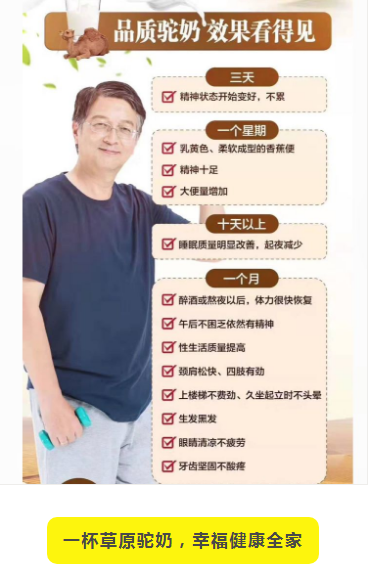 品质驼奶 效果看得见
三天
精神状态开始变好，不累
一个星期
乳黄色、柔软成型的香蕉便
精神十足
大便量增加
十天以上
睡眠质量明显改善，起夜减少
一个月
醉酒或熬夜以后，体力很快恢复
午后不困乏依然有精神
性生活质量提高
颈肩松快、四肢有劲
上楼梯不费劲、久坐起立时不头晕
生发黑发
眼睛清凉不疲劳
牙齿坚固不酸疼
一杯草原驼奶，幸福健康全家